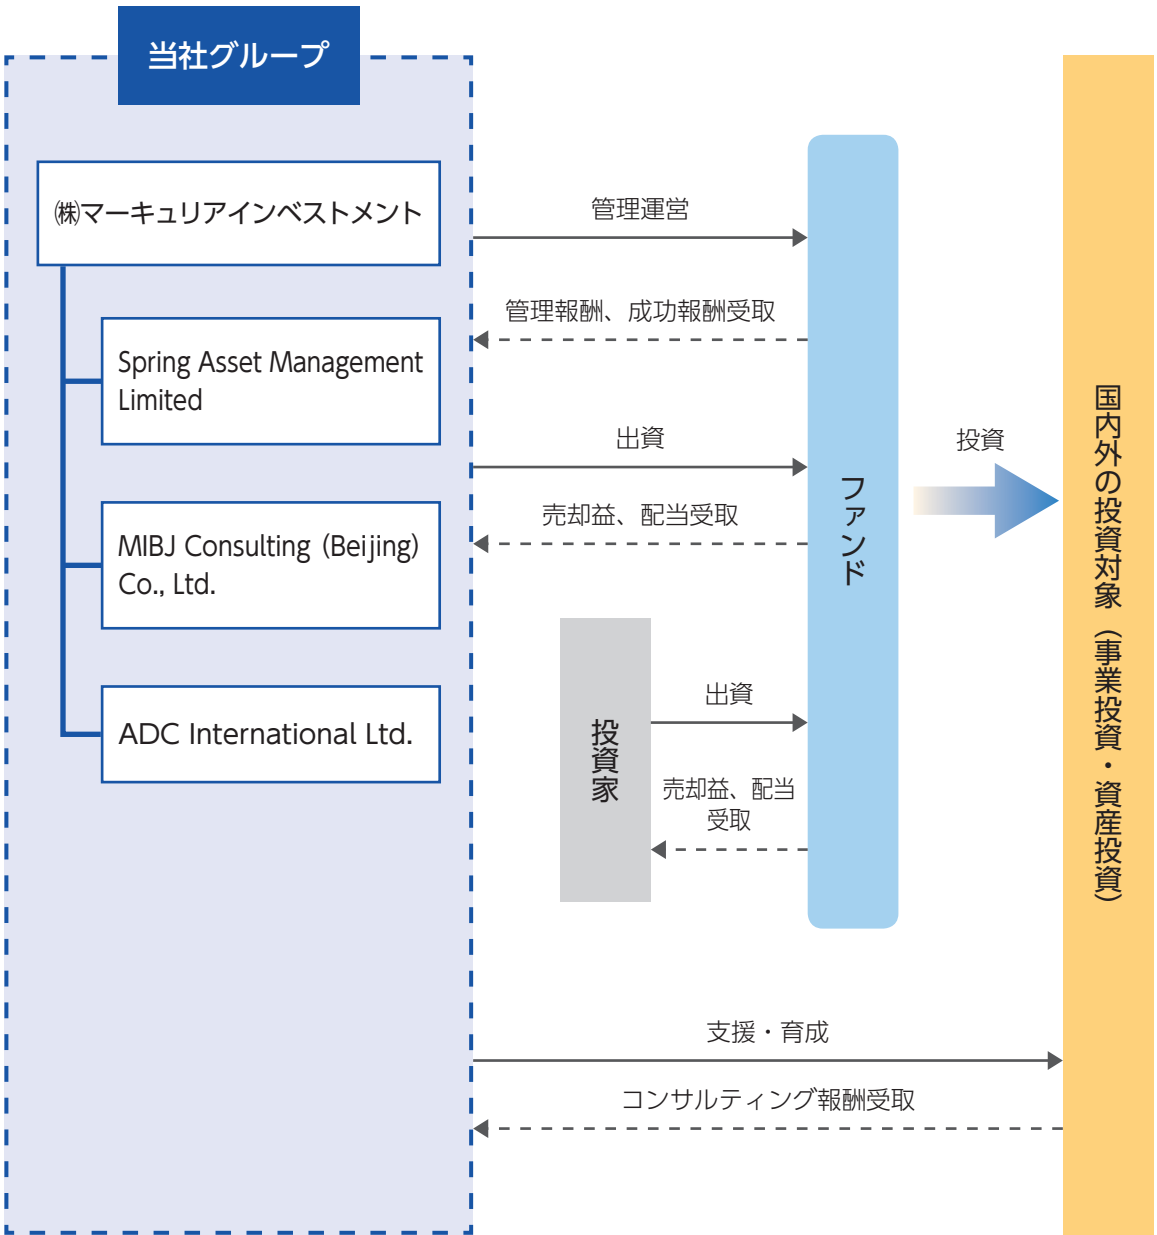 当社グループ
㈱マーキュリアインベストメント
Spring Asset Management
Limited
MIBJ Consulting (Beijing)
Co., Ltd.
ADC International Ltd.
管理運営
管理報酬、成功報酬受取
出資
売却益、配当受取
投資家
出資
売却益、配当
受取
ファンド
投資
国内外の投資対象（事業投資・資産投資）
支援・育成
コンサルティング報酬受取